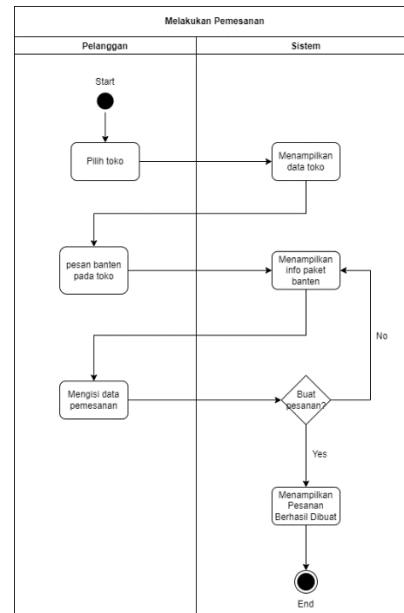 Melakukan Pemesanan
Pelanggan
Sistem
Start
Pilih toko
Menampilkan
data toko
pesan banten
pada toko
Menampilkan
info paket
banten
No
Mengisi data
pemesanan
Buat
pesanan?
Yes
Menampilkan
Pesanan
Berhasil Dibuat
End